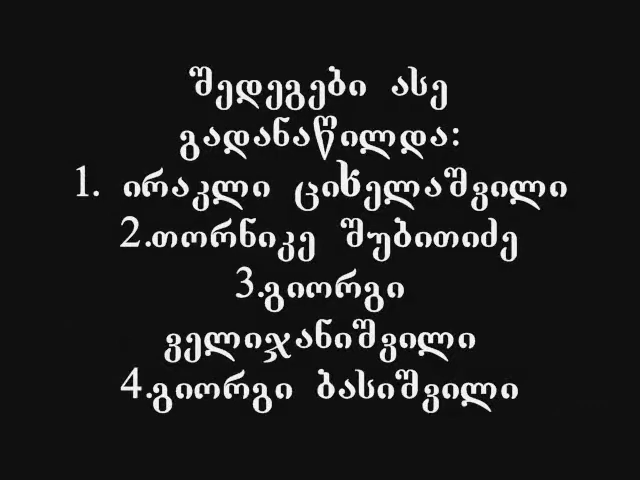 შედეგები ასე
გადანაწილდა:
1. ირაკლი ციხელაშვილი
2.თორნიკე შუბითიძე
3.გიორგი
ველიჯანიშვილი
4.გიორგი ბასიშვილი